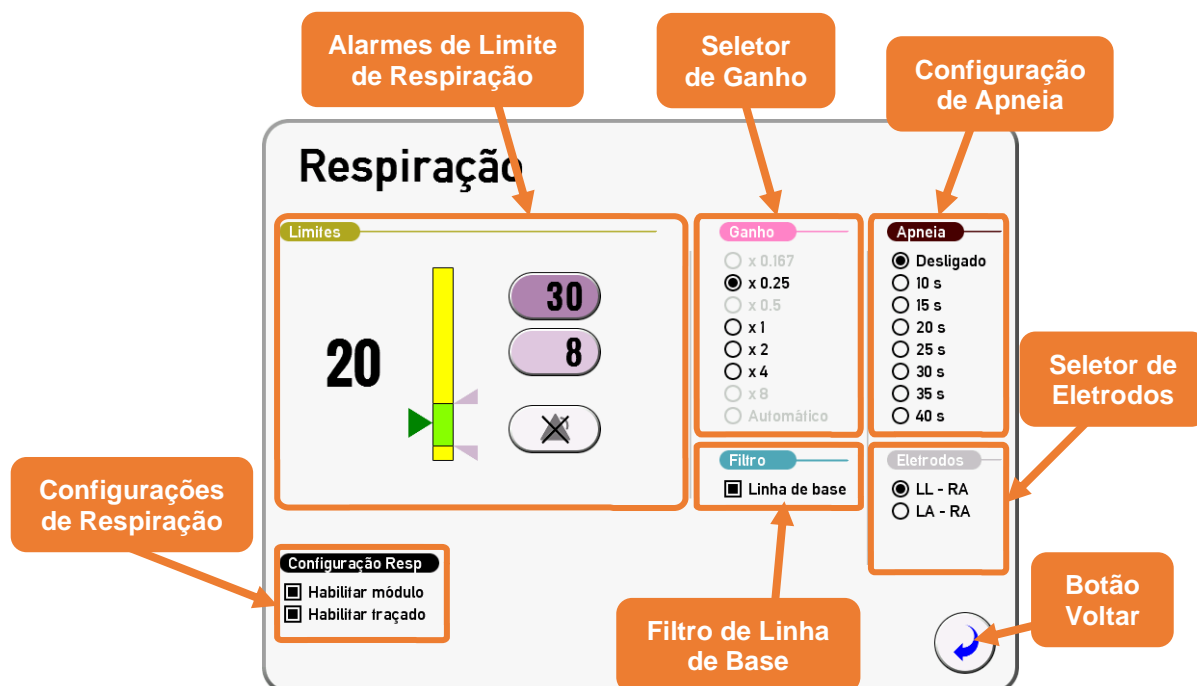 Alarmes de Limite
de Respiração
Seletor
de Ganho
Configuração
de Apneia
Respiração
Limites
20
30
8
Ganho
x 0.167
x 0.25
x 0.5
x 1
x 2
x 4
x 8
Automático
Apneia
Desligado
10 s
15 s
20 s
25 s
30 s
35 s
40 s
Seletor de
Eletrodos
Filtro
Linha de base
Eletrodos
LL - RA
LA - RA
Configurações
de Respiração
Configuração Resp
Habilitar módulo
Habilitar traçado
Filtro de Linha
de Base
Botão
Voltar